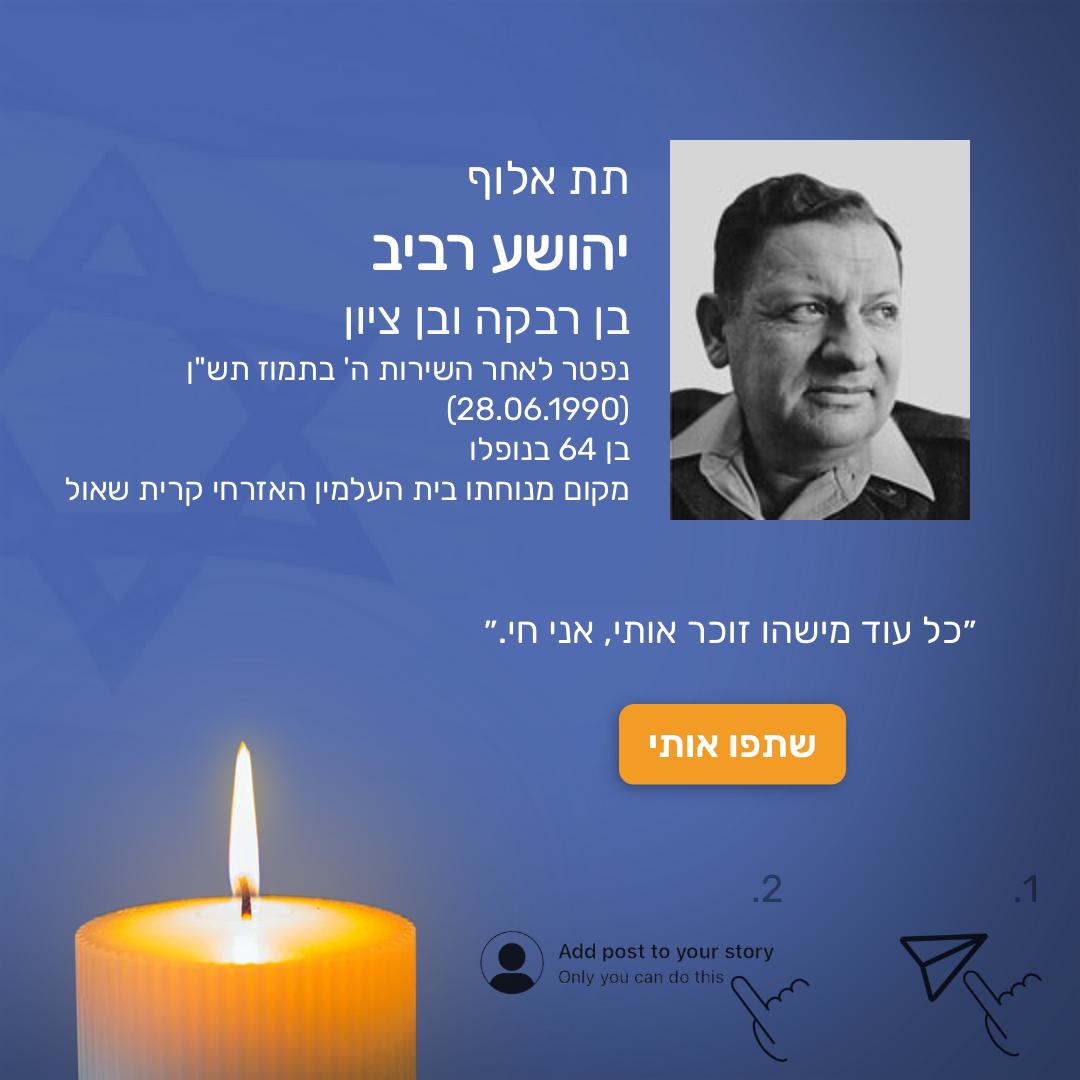 תת אלוף
יהושע רביב
בן רבקה ובן ציון
נפטר לאחר השירות ה' בתמוז תש"ן
(28.06.1990)
בן 64 בנופלו
מקום מנוחתו בית העלמין האזרחי קרית שאול
״כל עוד מישהו זוכר אותי, אני חי.״
שתפו אותי
1.
2.
Add post to your story
Only you can do this